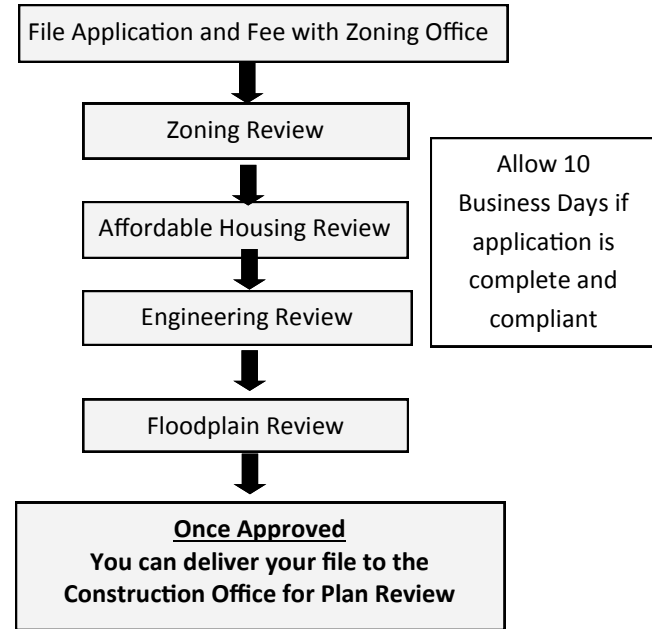 File Application and Fee with Zoning Office
Zoning Review
Allow 10
Business Days if
application is
complete and
compliant
Affordable Housing Review
Engineering Review
Floodplain Review
Once Approved
You can deliver your file to the
Construction Office for Plan Review